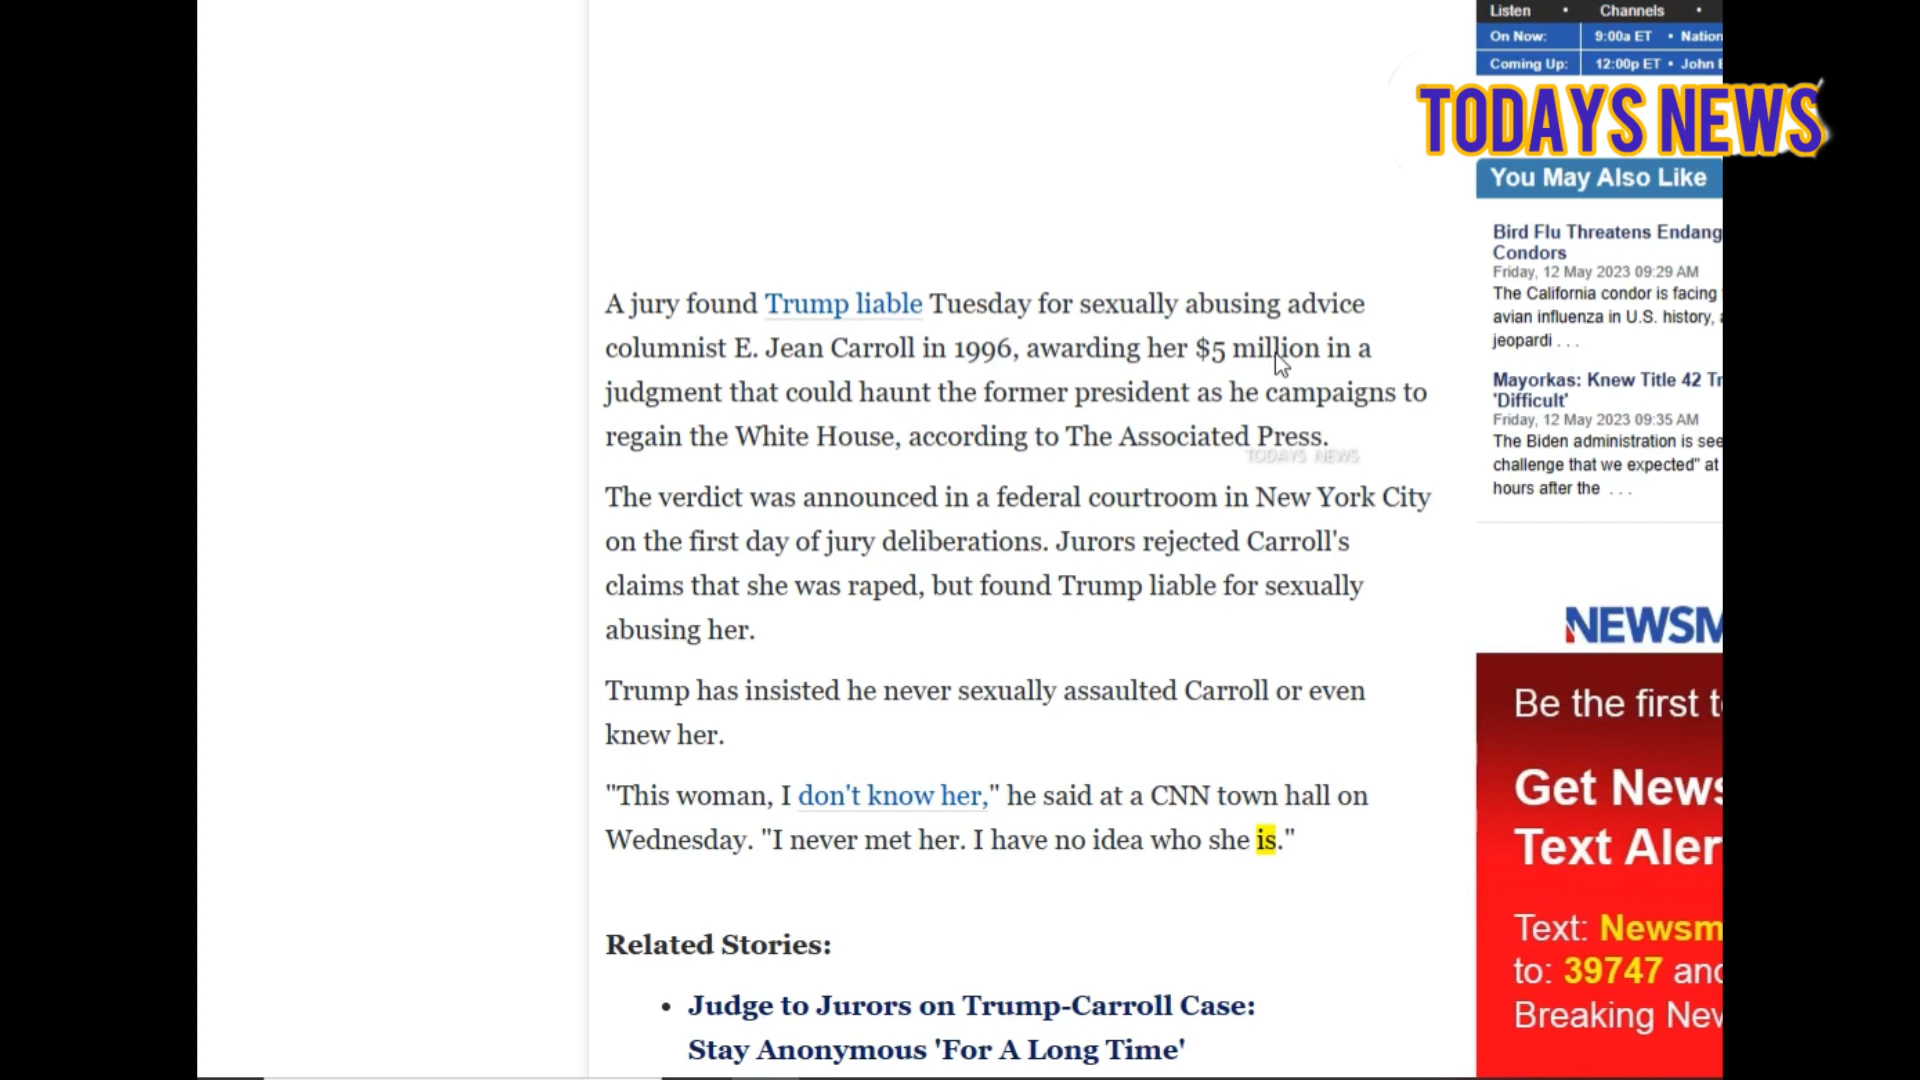 Listen • Channels •
On Now: 9:00a ET • Nation
Coming Up: 12:00p ET • John
TODAYS NEWS
You May Also Like
Bird Flu Threatens Endang
Condors
Friday, 12 May 2023 09:29 AM
The California condor is facing
avian influenza in U.S. history,
jeopardi . . .
Mayorkas: Knew Title 42 Tr
'Difficult'
Friday, 12 May 2023 09:35 AM
The Biden administration is see
challenge that we expected" at
hours after the . . .
A jury found Trump liable Tuesday for sexually abusing advice
columnist E. Jean Carroll in 1996, awarding her $5 million in a
judgment that could haunt the former president as he campaigns to
regain the White House, according to The Associated Press.
TODAYS NEWS
The verdict was announced in a federal courtroom in New York City
on the first day of jury deliberations. Jurors rejected Carroll's
claims that she was raped, but found Trump liable for sexually
abusing her.
Trump has insisted he never sexually assaulted Carroll or even
knew her.
"This woman, I don't know her," he said at a CNN town hall on
Wednesday. "I never met her. I have no idea who she is."
Related Stories:
• Judge to Jurors on Trump-Carroll Case:
Stay Anonymous 'For A Long Time'
NEWSM
Be the first t
Get News
Text Aler
Text: Newsm
to: 39747 and
Breaking New